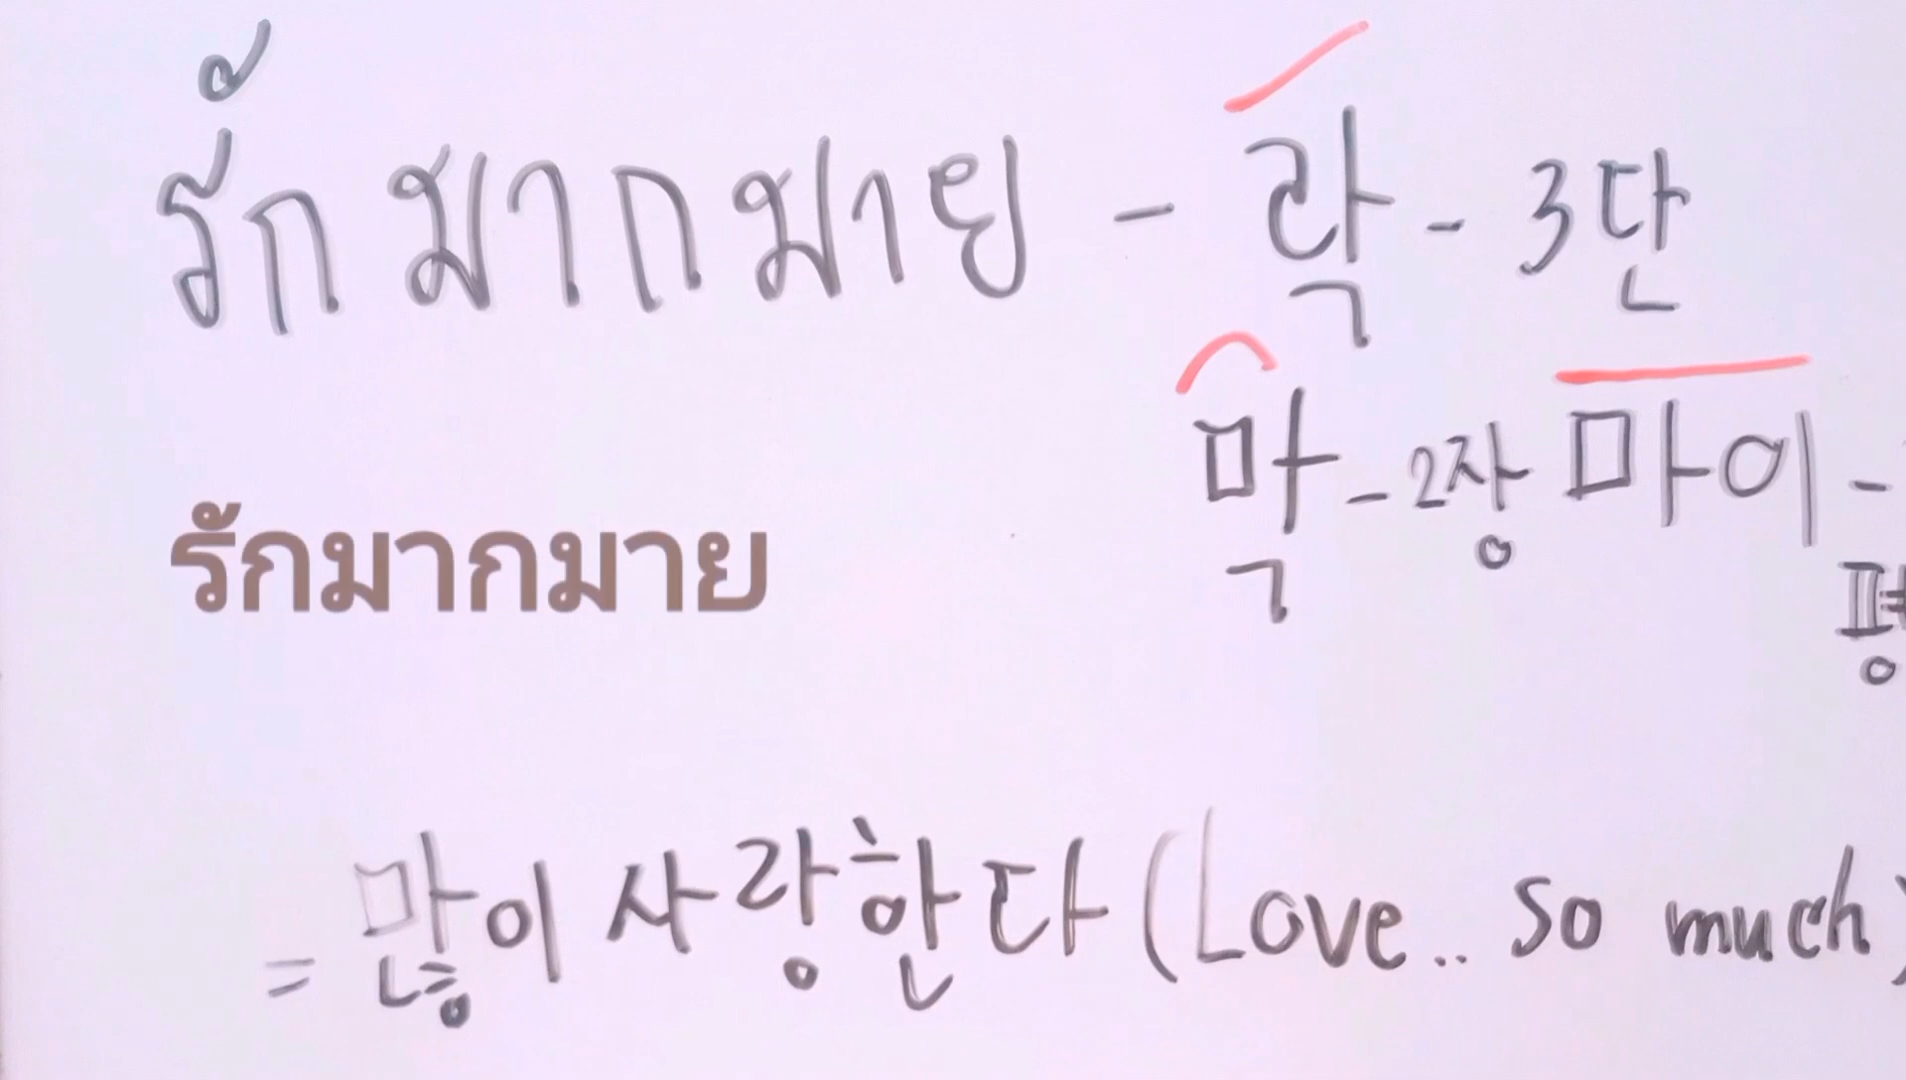 รักมากมาย - 락 - 3단
막 - 2장 마이 -
รักมากมาย
= 많이 사랑한다 (Love.. so much)